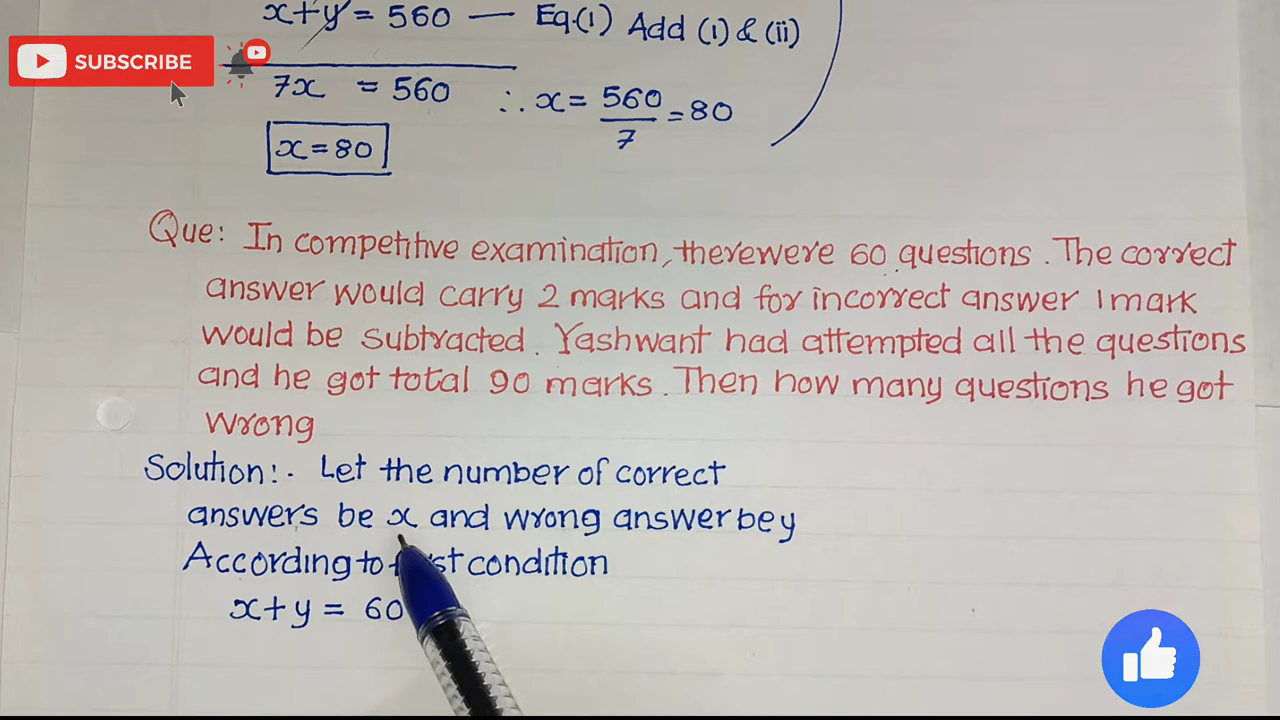 x+y = 560 — Eq.(1) Add (1) & (ii)
SUBSCRIBE
7x = 560 ∴ x = 560/7 = 80
x = 80
Que: In competitive examination, therewere 60 questions. The correct
answer would carry 2 marks and for incorrect answer 1 mark
would be subtracted. Yashwant had attempted all the questions
and he got total 90 marks. Then how many questions he got
wrong
Solution:- Let the number of correct
answers be x and wrong answer be y
According to condition
x+y = 60